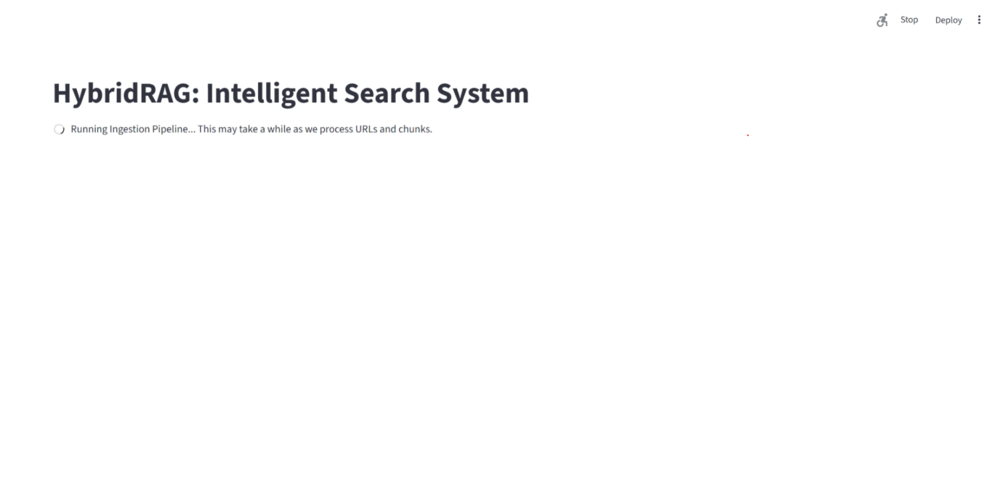 Stop Deploy
HybridRAG: Intelligent Search System
Running Ingestion Pipeline... This may take a while as we process URLs and chunks.